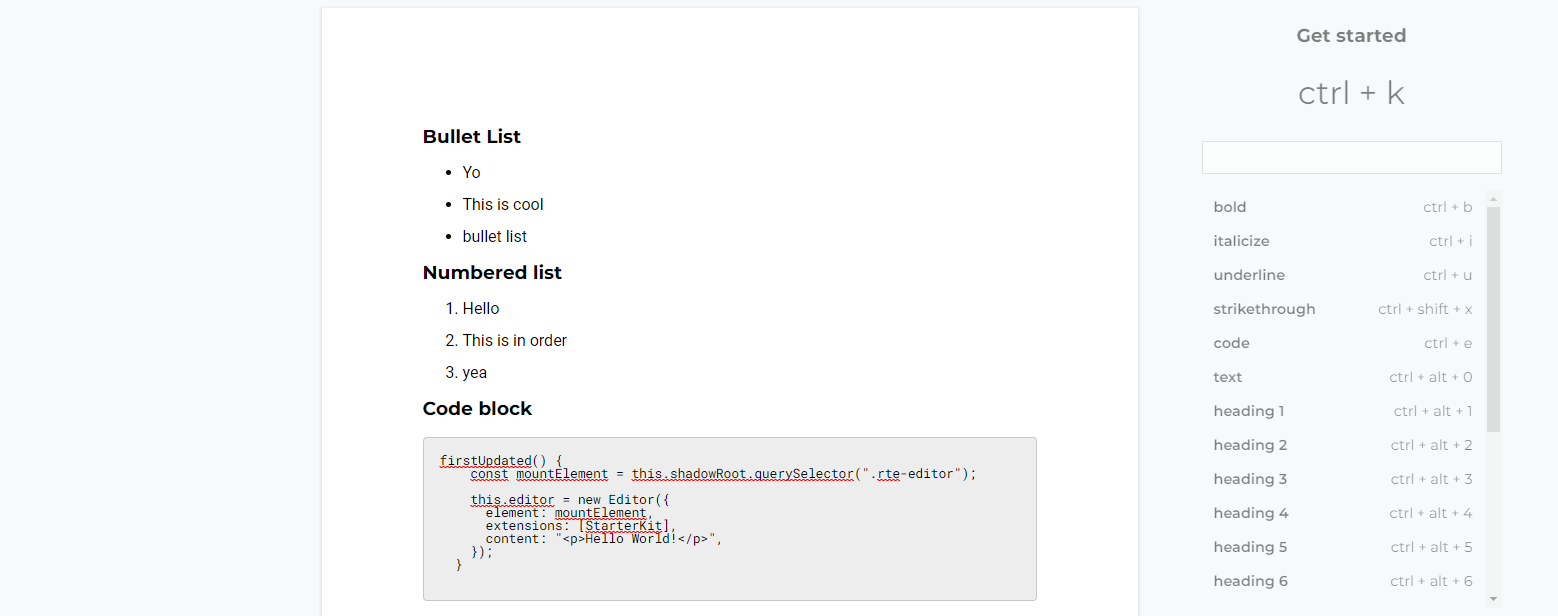 Bullet List
• Yo
• This is cool
• bullet list
Numbered list
1. Hello
2. This is in order
3. yea
Code block
firstUpdated() {
    const mountElement = this.shadowRoot.querySelector(".rte-editor");

    this.editor = new Editor({
      element: mountElement,
      extensions: [StarterKit],
      content: "<p>Hello World!</p>",
    });
  }
Get started
ctrl + k
bold ctrl + b
italicize ctrl + i
underline ctrl + u
strikethrough ctrl + shift + x
code ctrl + e
text ctrl + alt + 0
heading 1 ctrl + alt + 1
heading 2 ctrl + alt + 2
heading 3 ctrl + alt + 3
heading 4 ctrl + alt + 4
heading 5 ctrl + alt + 5
heading 6 ctrl + alt + 6